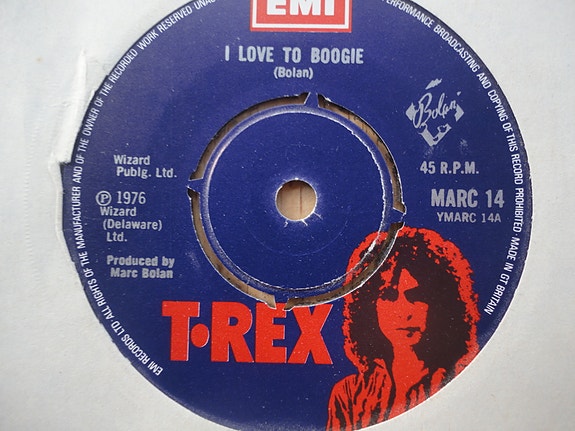 EMI
I LOVE TO BOOGIE
(Bolan)
Bolan
45 R.P.M.
MARC 14
YMARC 14A
Wizard
Publg. Ltd.
℗ 1976
Wizard
(Delaware)
Ltd.
Produced by
Marc Bolan
T•REX
EMI RECORDS LTD ALL RIGHTS OF THE MANUFACTURER AND OF THE OWNER OF THE RECORDED WORK RESERVED
PERFORMANCE BROADCASTING AND COPYING OF THIS RECORD PROHIBITED · MADE IN GT BRITAIN